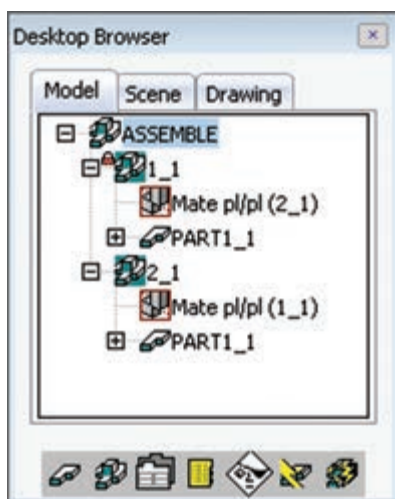 Desktop Browser
Model Scene Drawing
ASSEMBLE
1_1
Mate pl/pl (2_1)
PART1_1
2_1
Mate pl/pl (1_1)
PART1_1